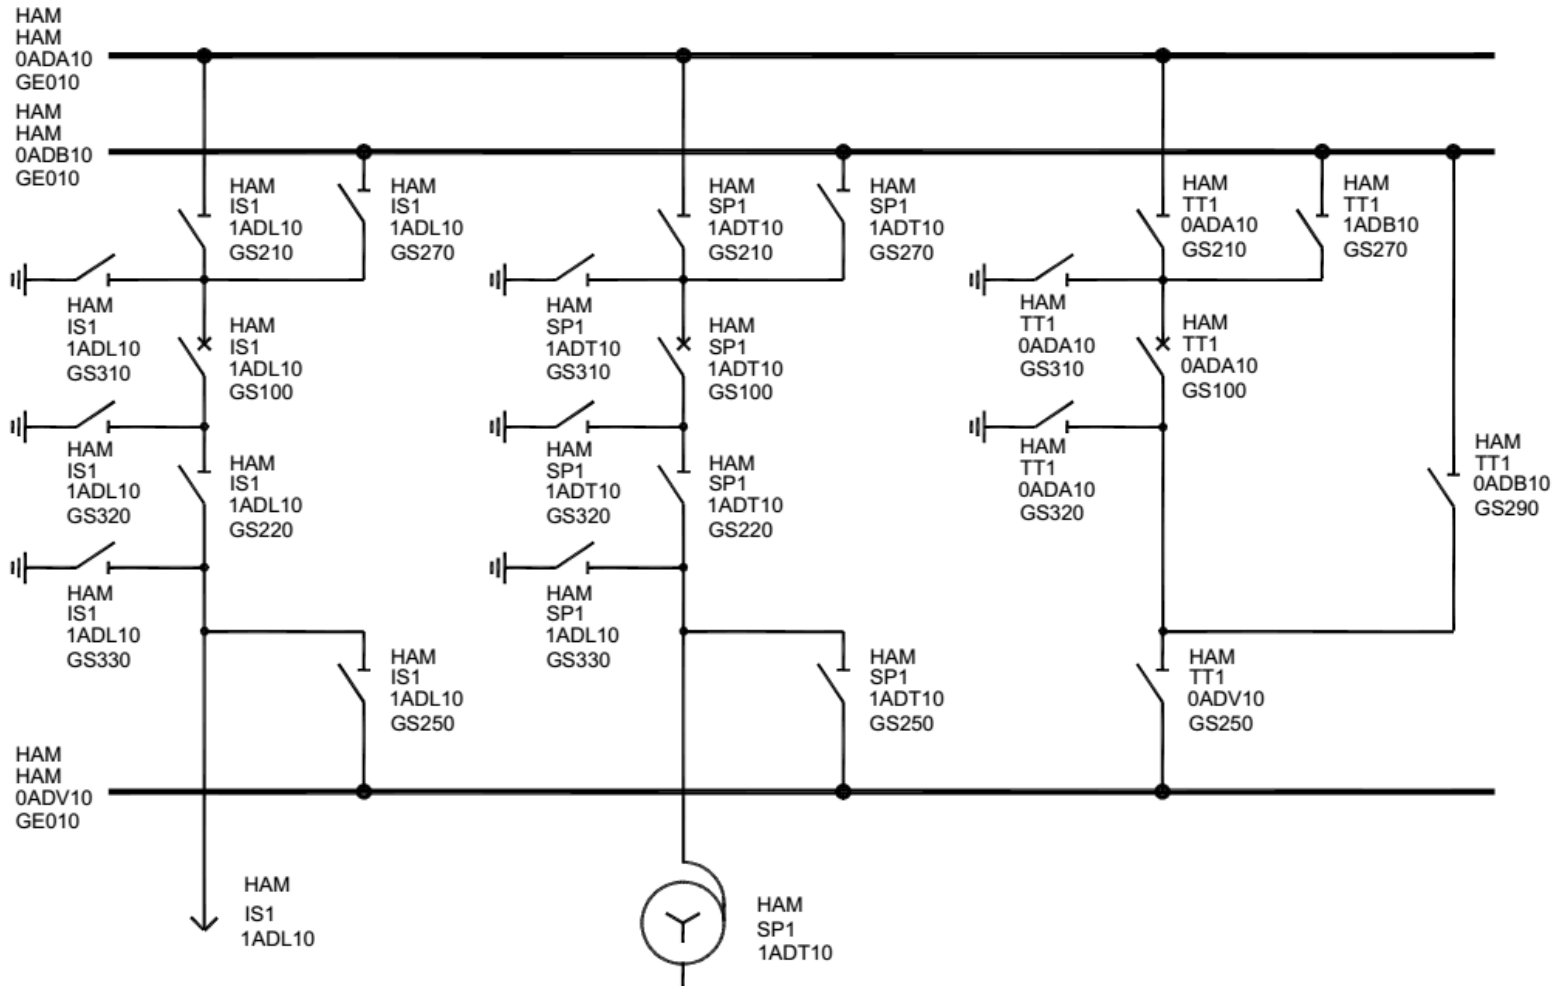 HAM
HAM
0ADA10
GE010
HAM
HAM
0ADB10
GE010
HAM
IS1
1ADL10
GS210
HAM
IS1
1ADL10
GS270
HAM
SP1
1ADT10
GS210
HAM
SP1
1ADT10
GS270
HAM
TT1
0ADA10
GS210
HAM
TT1
1ADB10
GS270
HAM
IS1
1ADL10
GS310
HAM
IS1
1ADL10
GS100
HAM
SP1
1ADT10
GS310
HAM
SP1
1ADT10
GS100
HAM
TT1
0ADA10
GS310
HAM
TT1
0ADA10
GS100
HAM
IS1
1ADL10
GS320
HAM
IS1
1ADL10
GS220
HAM
SP1
1ADT10
GS320
HAM
SP1
1ADT10
GS220
HAM
TT1
0ADA10
GS320
HAM
TT1
0ADB10
GS290
HAM
IS1
1ADL10
GS330
HAM
IS1
1ADL10
GS250
HAM
SP1
1ADL10
GS330
HAM
SP1
1ADT10
GS250
HAM
TT1
0ADV10
GS250
HAM
HAM
0ADV10
GE010
HAM
IS1
1ADL10
HAM
SP1
1ADT10